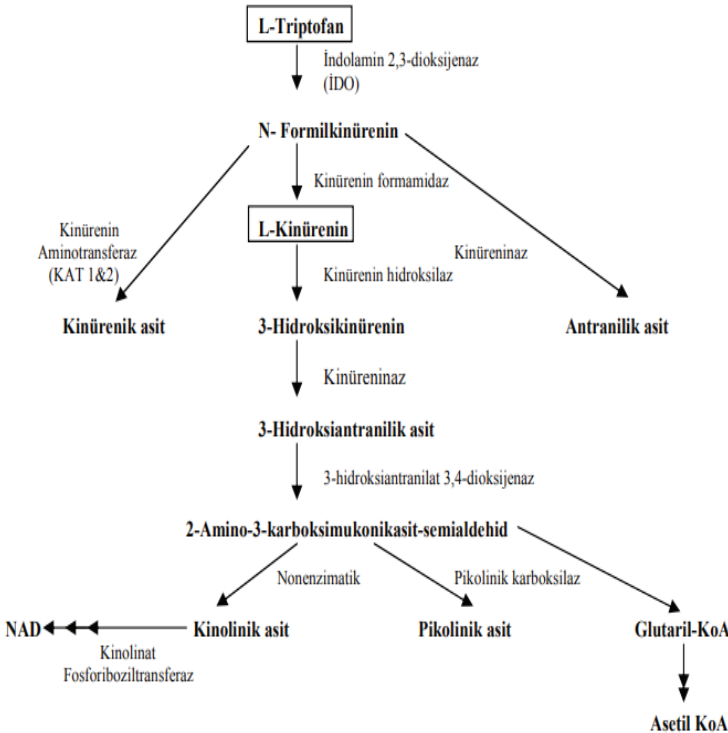 L-Triptofan
İndolamin 2,3-dioksijenaz
(İDO)
N- Formilkinürenin
Kinürenin formamidaz
Kinürenin
Aminotransferaz
(KAT 1&2)
L-Kinürenin
Kinüreninaz
Kinürenin hidroksilaz
Kinürenik asit
3-Hidroksikinürenin
Antranilik asit
Kinüreninaz
3-Hidroksiantranilik asit
3-hidroksiantranilat 3,4-dioksijenaz
2-Amino-3-karboksimukonikasit-semialdehid
Nonenzimatik
Pikolinik karboksilaz
NAD
Kinolinik asit
Pikolinik asit
Glutaril-KoA
Kinolinat
Fosforiboziltransferaz
Asetil KoA